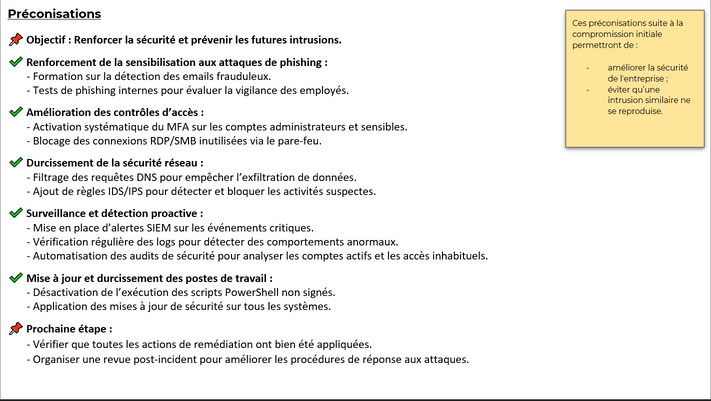 Préconisations
Objectif : Renforcer la sécurité et prévenir les futures intrusions.
Renforcement de la sensibilisation aux attaques de phishing :
- Formation sur la détection des emails frauduleux.
- Tests de phishing internes pour évaluer la vigilance des employés.
Amélioration des contrôles d’accès :
- Activation systématique du MFA sur les comptes administrateurs et sensibles.
- Blocage des connexions RDP/SMB inutilisées via le pare-feu.
Durcissement de la sécurité réseau :
- Filtrage des requêtes DNS pour empêcher l’exfiltration de données.
- Ajout de règles IDS/IPS pour détecter et bloquer les activités suspectes.
Surveillance et détection proactive :
- Mise en place d’alertes SIEM sur les événements critiques.
- Vérification régulière des logs pour détecter des comportements anormaux.
- Automatisation des audits de sécurité pour analyser les comptes actifs et les accès inhabituels.
Mise à jour et durcissement des postes de travail :
- Désactivation de l’exécution des scripts PowerShell non signés.
- Application des mises à jour de sécurité sur tous les systèmes.
Prochaine étape :
- Vérifier que toutes les actions de remédiation ont bien été appliquées.
- Organiser une revue post-incident pour améliorer les procédures de réponse aux attaques.
Ces préconisations suite à la
compromission initiale
permettront de :
- améliorer la sécurité
de l'entreprise ;
- éviter qu’une
intrusion similaire ne
se reproduise.